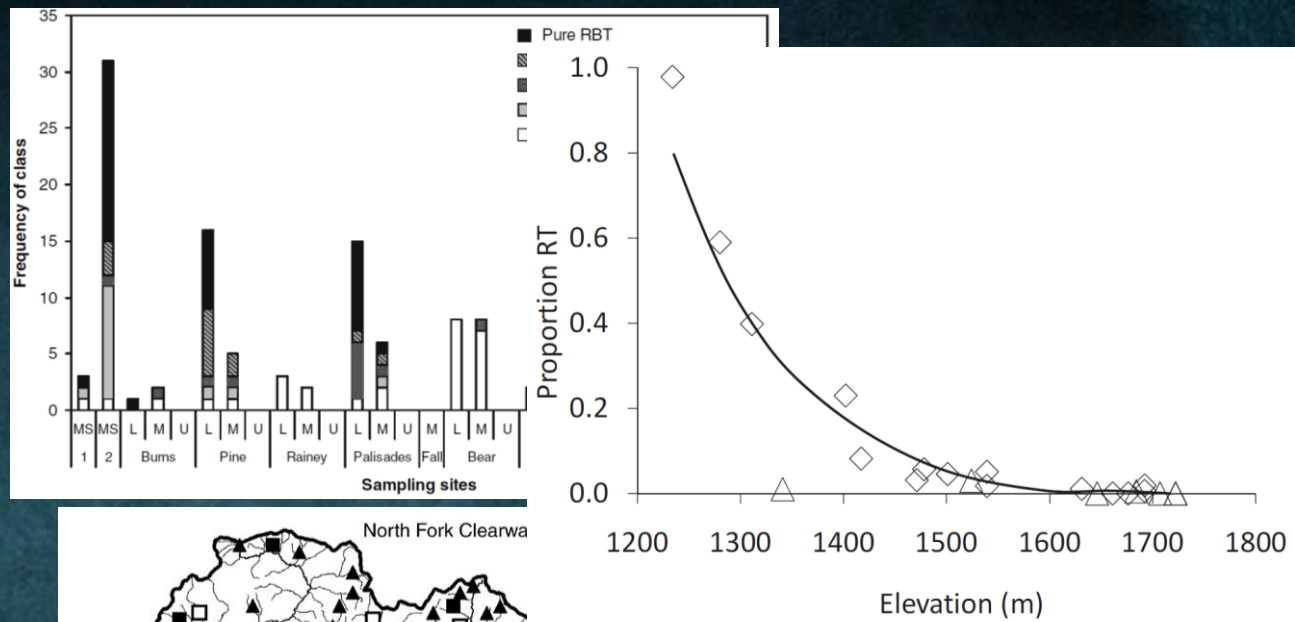 35
30
25
20
15
10
5
0
Frequency of class
Pure RBT
MS MS L M U L M U L M U L M U M L M U
1 2 Burns Pine Rainey Palisades Fall Bear
Sampling sites
1.0
0.8
0.6
0.4
0.2
0.0
Proportion RT
1200 1300 1400 1500 1600 1700 1800
Elevation (m)
North Fork Clearwa